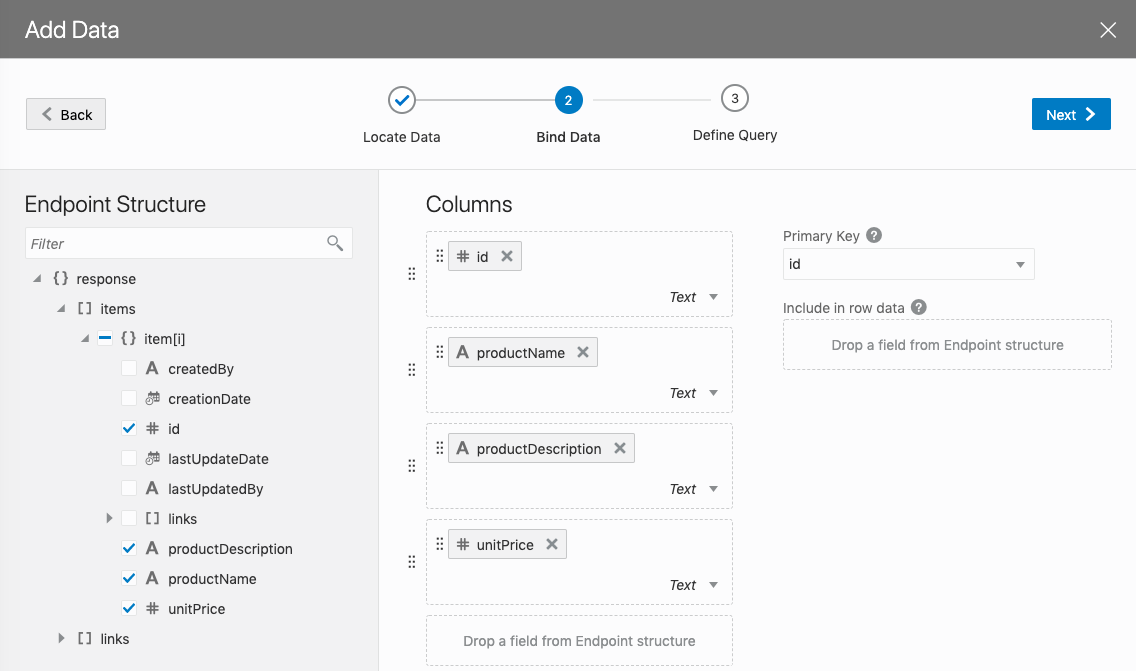 Add Data
Back
2
3
Locate Data
Bind Data
Define Query
Next
Endpoint Structure
Filter
{} response
[] items
{} item[i]
A createdBy
creationDate
# id
lastUpdateDate
A lastUpdatedBy
[] links
A productDescription
A productName
# unitPrice
[] links
Columns
# id
Text
A productName
Text
A productDescription
Text
# unitPrice
Text
Drop a field from Endpoint structure
Primary Key ?
id
Include in row data ?
Drop a field from Endpoint structure